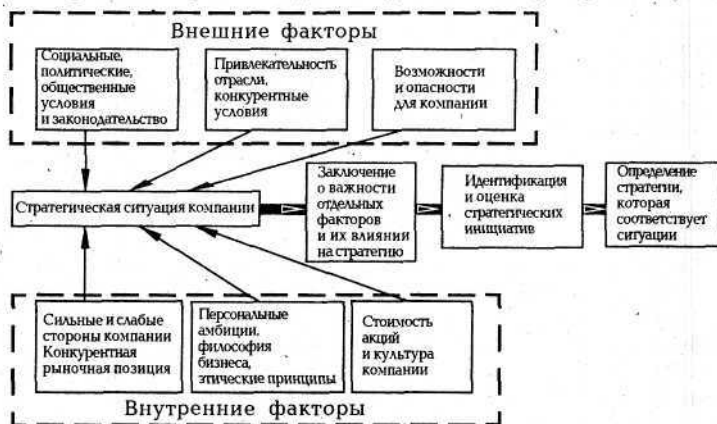 Внешние факторы
Социальные,
политические,
общественные
условия
и законодательство
Привлекательность
отрасли,
конкурентные
условия
Возможности
и опасности
для компании
Стратегическая ситуация компании
Заключение
о важности
отдельных
факторов
и их влиянии
на стратегию
Идентификация
и оценка
стратегических
инициатив
Определение
стратегии,
которая
соответствует
ситуации
Сильные и слабые
стороны компании
Конкурентная
рыночная позиция
Персональные
амбиции,
философия
бизнеса,
этические принципы
Стоимость
акций
и культура
компании
Внутренние факторы